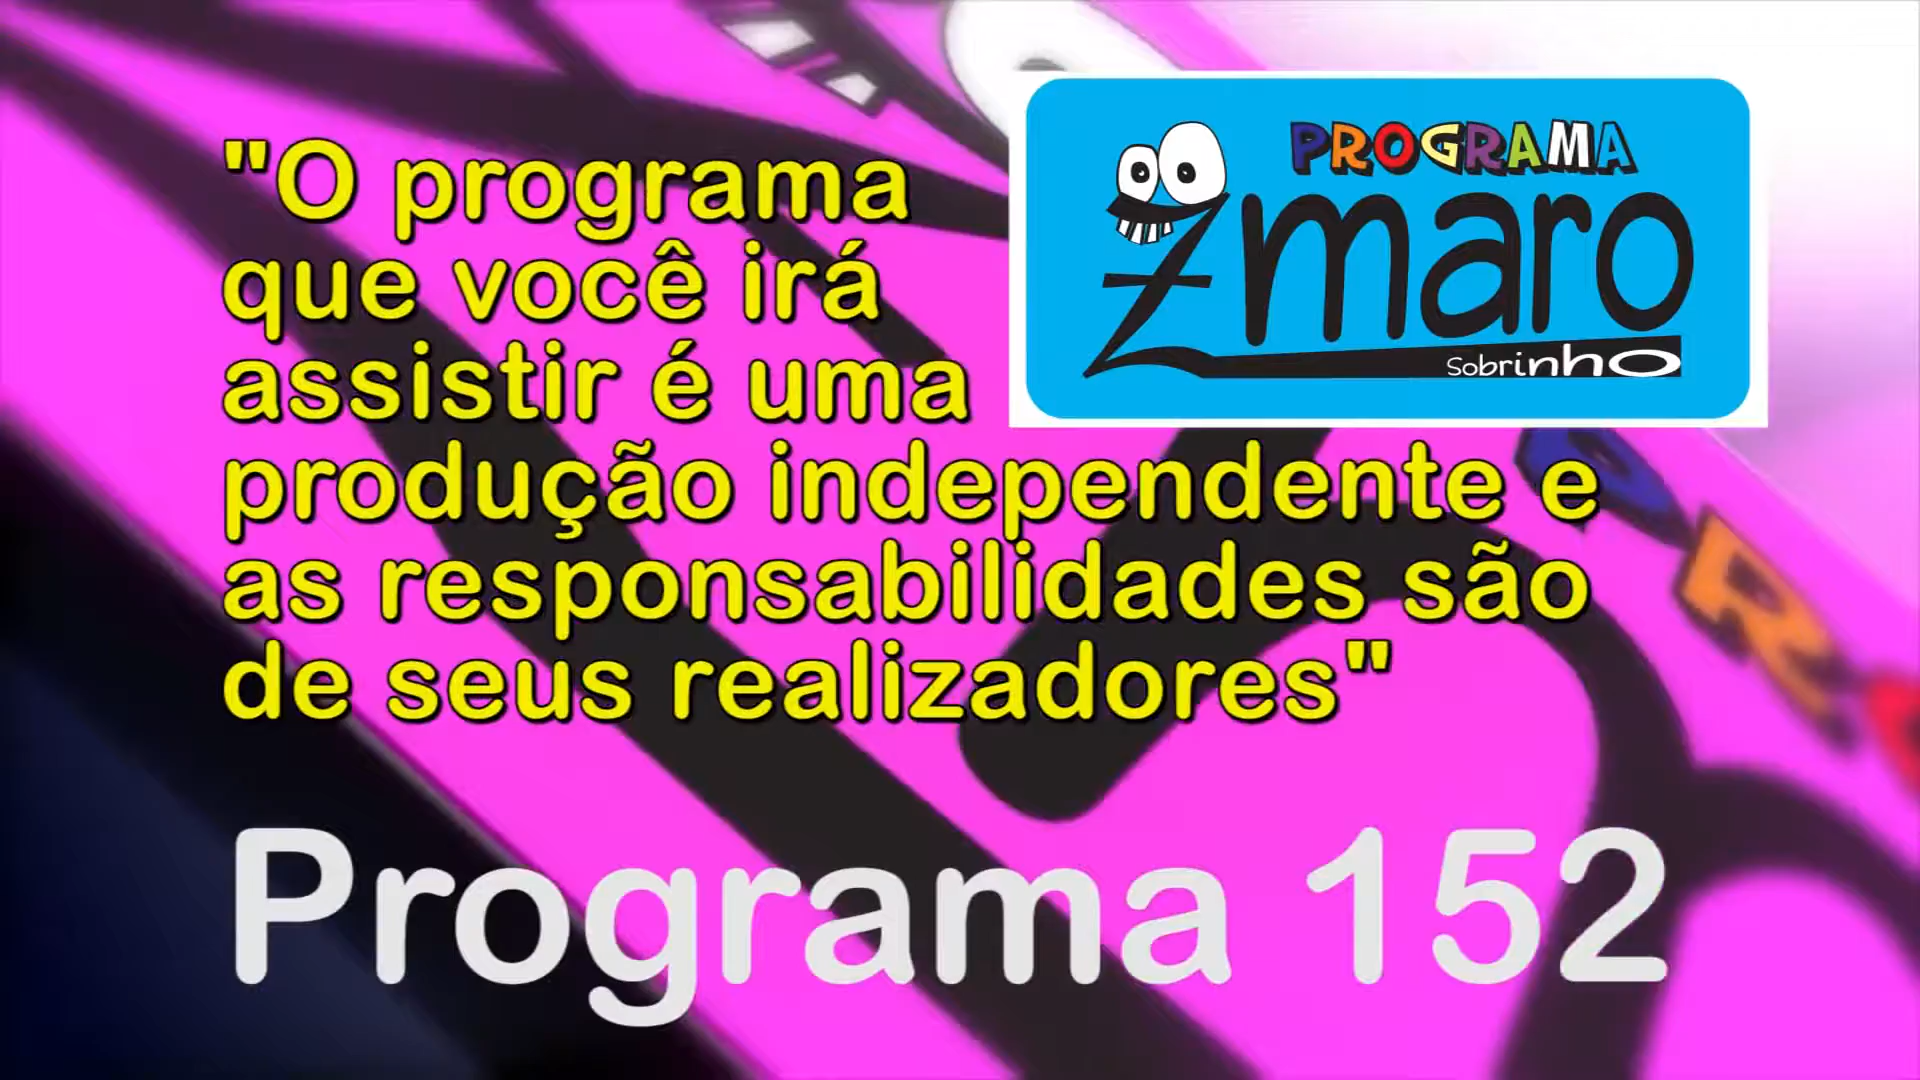 "O programa
que você irá
assistir é uma
produção independente e
as responsabilidades são
de seus realizadores"
PROGRAMA
Zmaro
Sobrinho
Programa 152